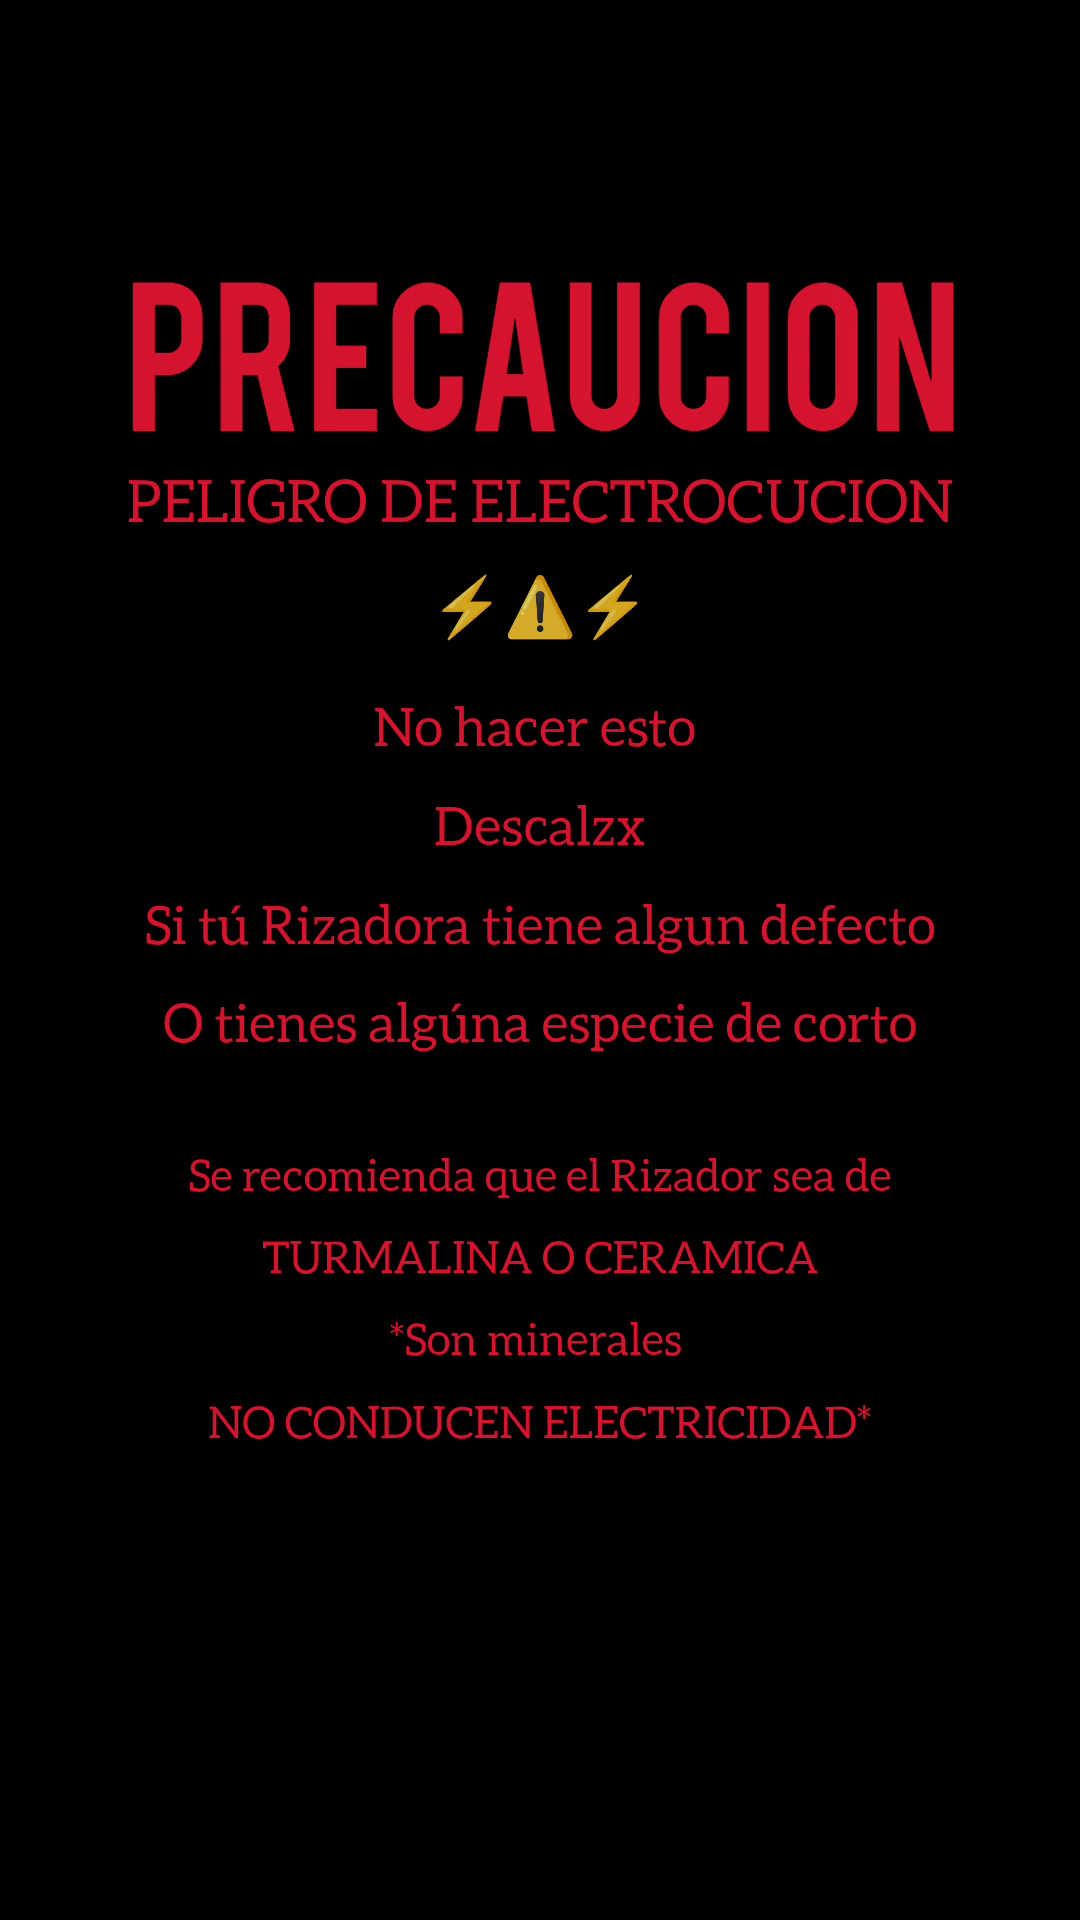 PRECAUCION
PELIGRO DE ELECTROCUCION
⚡⚠️⚡
No hacer esto
Descalzx
Si tú Rizadora tiene algun defecto
O tienes algúna especie de corto
Se recomienda que el Rizador sea de
TURMALINA O CERAMICA
*Son minerales
NO CONDUCEN ELECTRICIDAD*